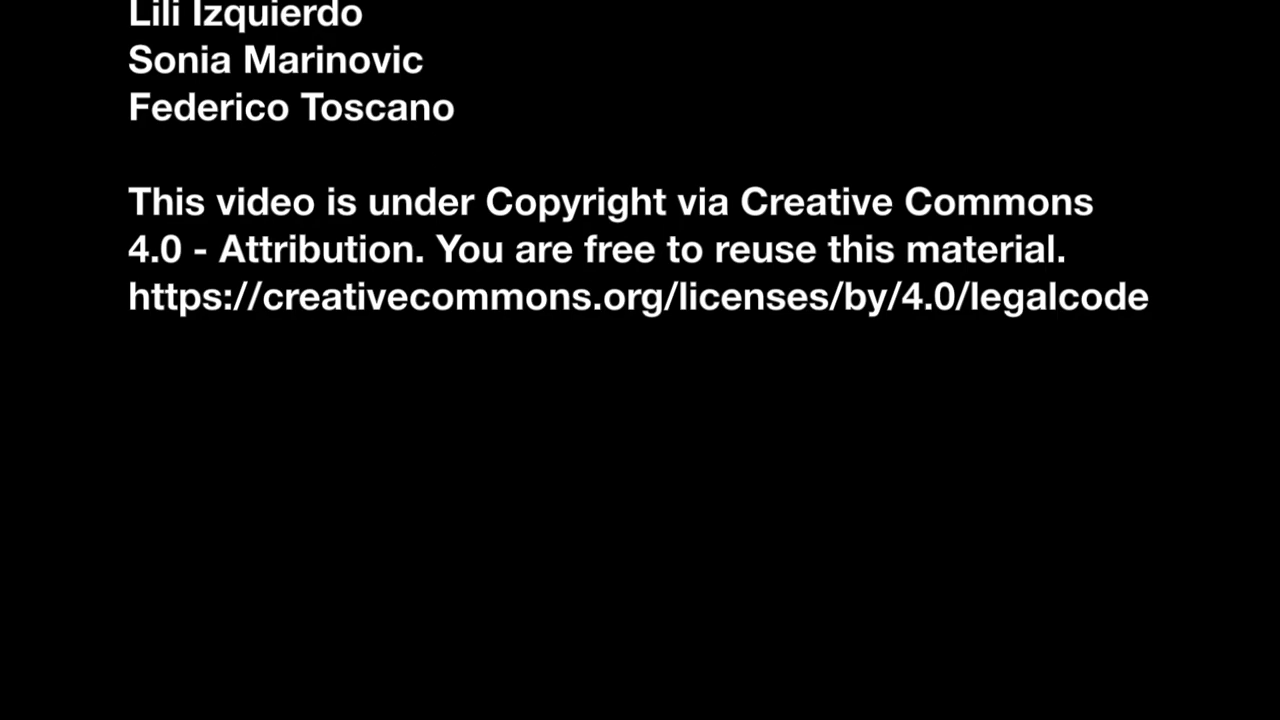 Lili Izquierdo
Sonia Marinovic
Federico Toscano
This video is under Copyright via Creative Commons
4.0 - Attribution. You are free to reuse this material.
https://creativecommons.org/licenses/by/4.0/legalcode